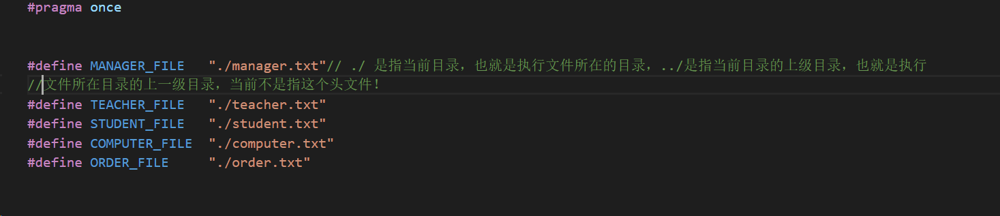 #pragma once
#define MANAGER_FILE   "./manager.txt"// ./ 是指当前目录，也就是执行文件所在的目录，../是指当前目录的上级目录，也就是执行
//文件所在目录的上一级目录，当前不是指这个头文件！
#define TEACHER_FILE   "./teacher.txt"
#define STUDENT_FILE   "./student.txt"
#define COMPUTER_FILE  "./computer.txt"
#define ORDER_FILE     "./order.txt"